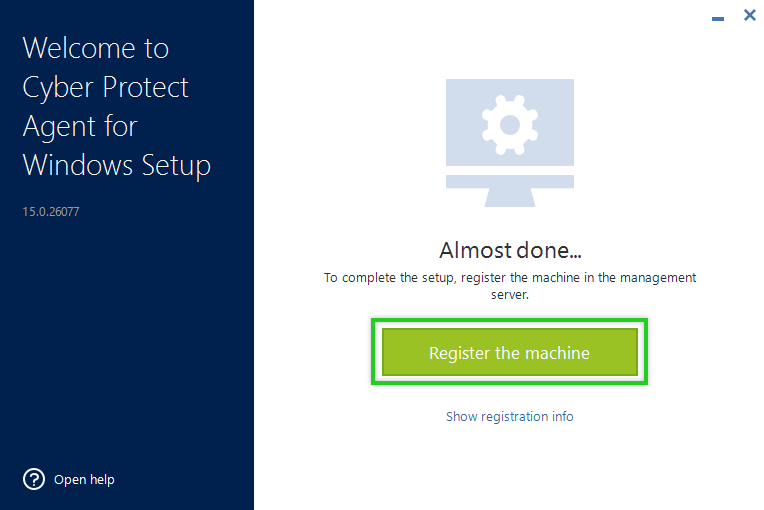 Welcome to
Cyber Protect
Agent for
Windows Setup
15.0.26077
Almost done...
To complete the setup, register the machine in the management
server.
Register the machine
Show registration info
Open help